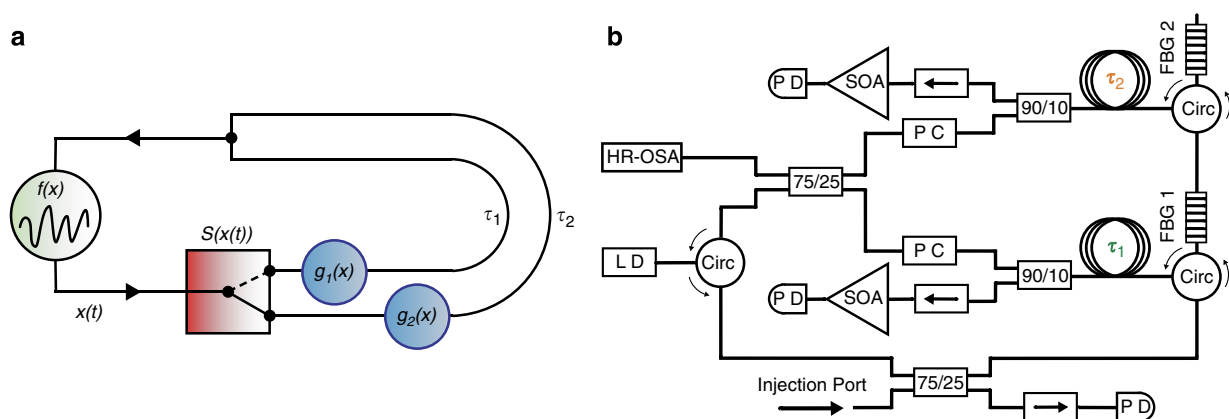 a
f(x)
S(x(t))
x(t)
g1(x)
g2(x)
τ1
τ2
b
P D
SOA
90/10
τ2
FBG 2
Circ
HR-OSA
75/25
P C
L D
Circ
P C
90/10
τ1
FBG 1
Circ
P D
SOA
Injection Port
75/25
P D